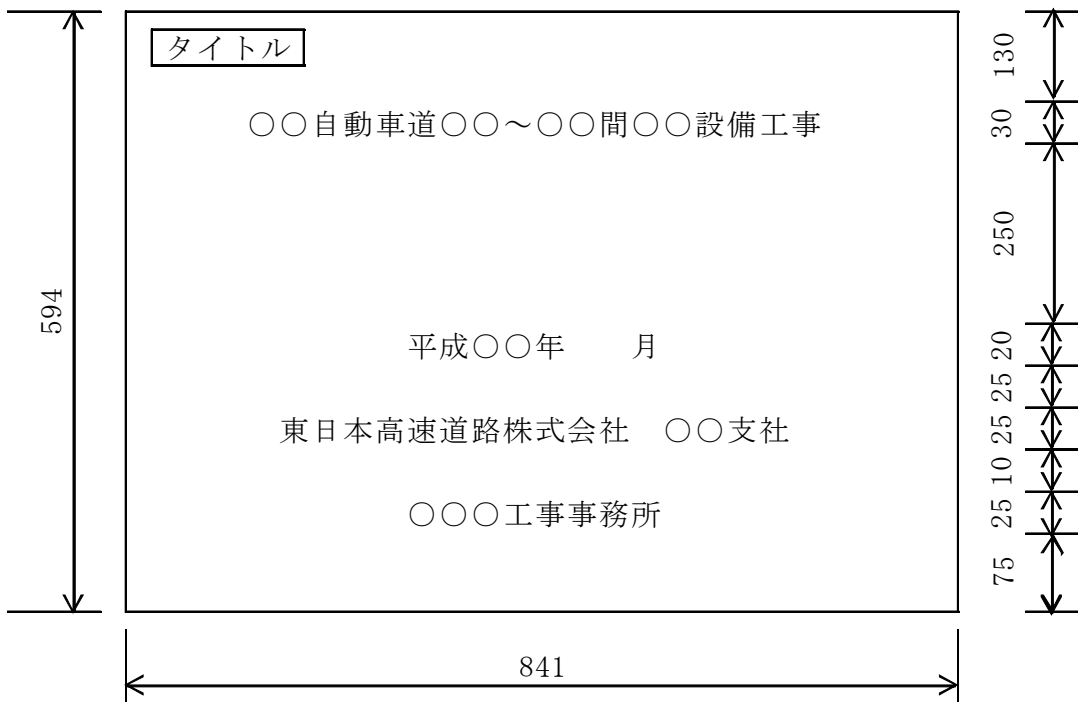 タイトル
○○自動車道○○~○○間○○設備工事
平成○○年　　月
東日本高速道路株式会社　○○支社
○○○工事事務所
594
841
130
30
250
20
25
25
10
25
75